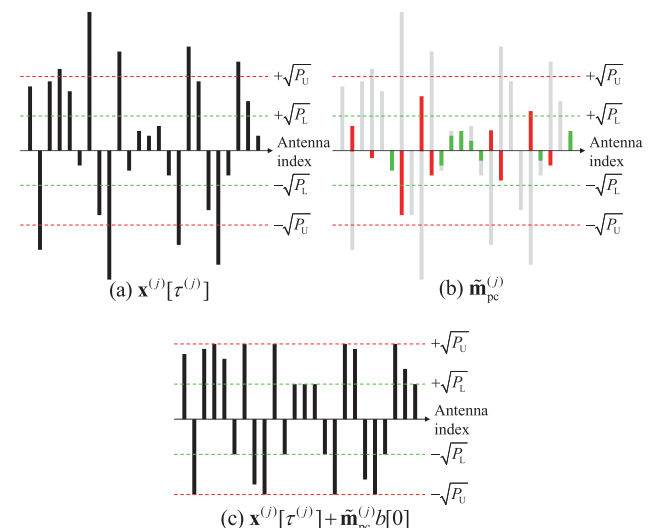 +√P_U
+√P_L
Antenna
index
−√P_L
−√P_U
(a) x^(j)[τ^(j)]
+√P_U
+√P_L
Antenna
index
−√P_L
−√P_U
(b) m̃_pc^(j)
+√P_U
+√P_L
Antenna
index
−√P_L
−√P_U
(c) x^(j)[τ^(j)]+m̃_pc^(j)b[0]